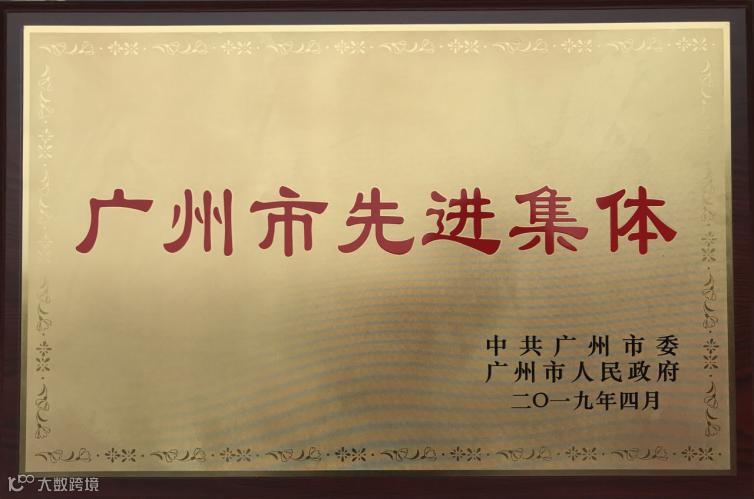 广州市先进集体
中共广州市委
广州市人民政府
二〇一九年四月
大数跨境